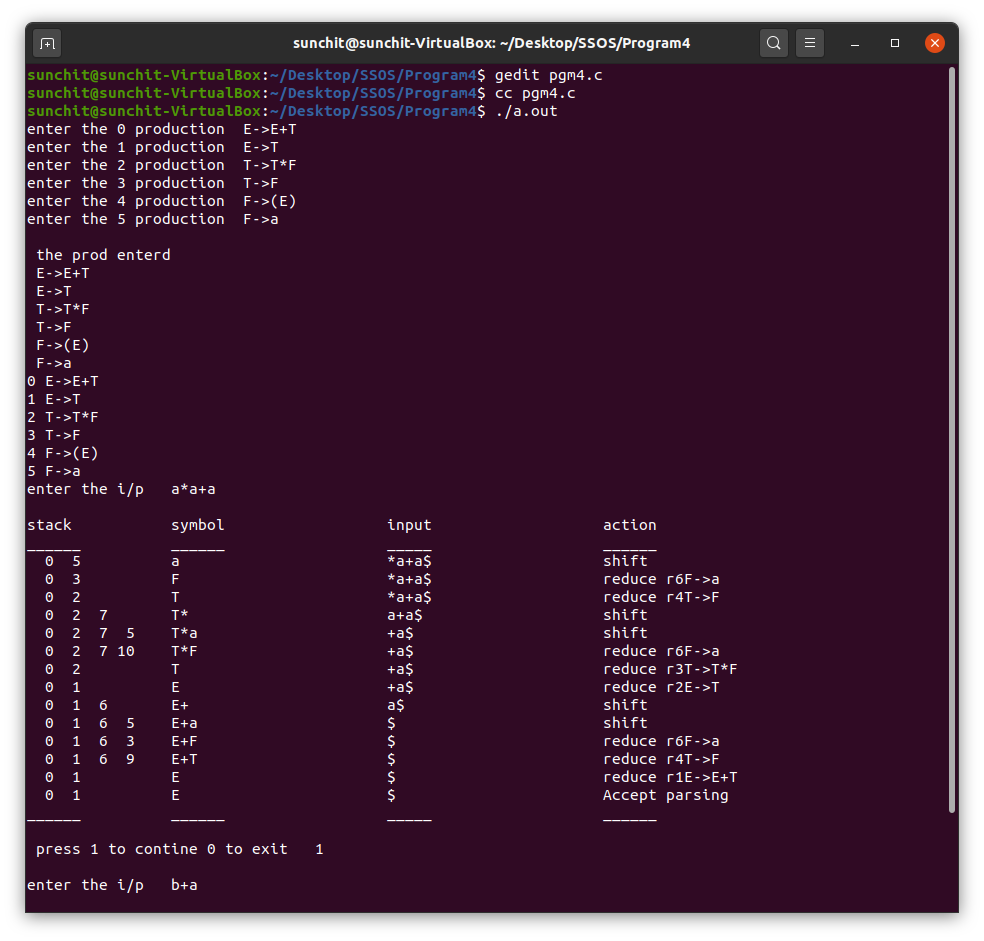 sunchit@sunchit-VirtualBox: ~/Desktop/SSOS/Program4
sunchit@sunchit-VirtualBox:~/Desktop/SSOS/Program4$ gedit pgm4.c
sunchit@sunchit-VirtualBox:~/Desktop/SSOS/Program4$ cc pgm4.c
sunchit@sunchit-VirtualBox:~/Desktop/SSOS/Program4$ ./a.out
enter the 0 production  E->E+T
enter the 1 production  E->T
enter the 2 production  T->T*F
enter the 3 production  T->F
enter the 4 production  F->(E)
enter the 5 production  F->a
 the prod enterd
 E->E+T
 E->T
 T->T*F
 T->F
 F->(E)
 F->a
0 E->E+T
1 E->T
2 T->T*F
3 T->F
4 F->(E)
5 F->a
enter the i/p   a*a+a
stack           symbol                  input                   action
______          ______                  _____                   ______
  0  5          a                       *a+a$                   shift
  0  3          F                       *a+a$                   reduce r6F->a
  0  2          T                       *a+a$                   reduce r4T->F
  0  2  7       T*                      a+a$                    shift
  0  2  7  5    T*a                     +a$                     shift
  0  2  7 10    T*F                     +a$                     reduce r6F->a
  0  2          T                       +a$                     reduce r3T->T*F
  0  1          E                       +a$                     reduce r2E->T
  0  1  6       E+                      a$                      shift
  0  1  6  5    E+a                     $                       shift
  0  1  6  3    E+F                     $                       reduce r6F->a
  0  1  6  9    E+T                     $                       reduce r4T->F
  0  1          E                       $                       reduce r1E->E+T
  0  1          E                       $                       Accept parsing
______          ______                  _____                   ______
 press 1 to contine 0 to exit   1
enter the i/p   b+a